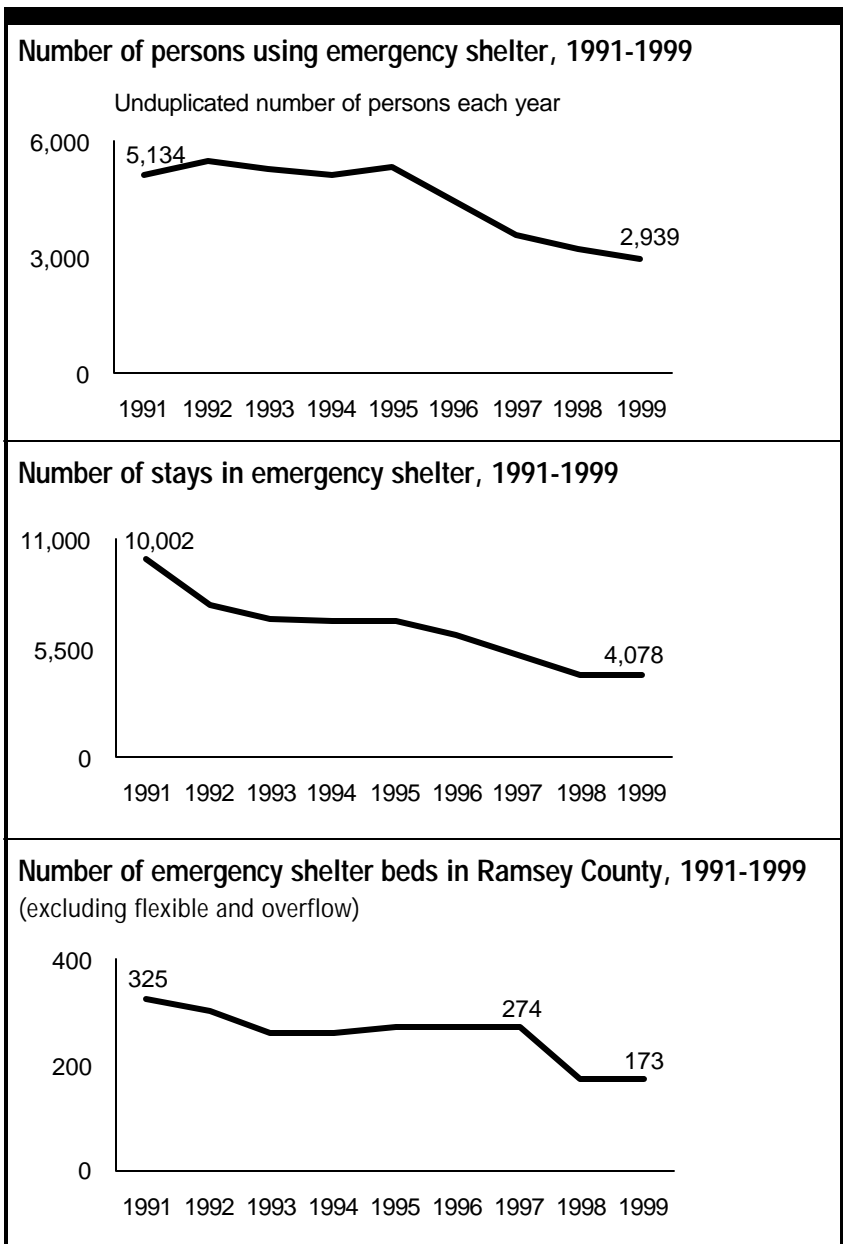 Number of persons using emergency shelter, 1991-1999
Unduplicated number of persons each year
6,000
5,134
2,939
3,000
0
1991 1992 1993 1994 1995 1996 1997 1998 1999
Number of stays in emergency shelter, 1991-1999
11,000
10,002
5,500
4,078
0
1991 1992 1993 1994 1995 1996 1997 1998 1999
Number of emergency shelter beds in Ramsey County, 1991-1999
(excluding flexible and overflow)
400
325
274
200
173
0
1991 1992 1993 1994 1995 1996 1997 1998 1999